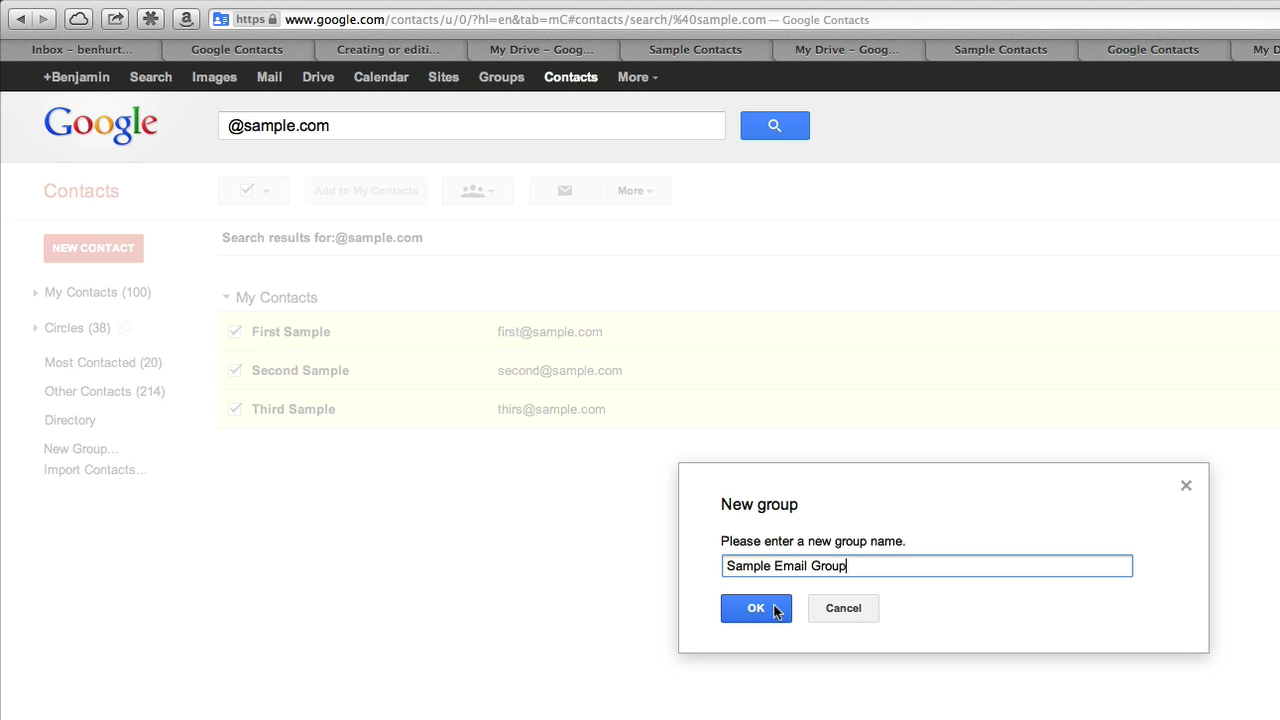 https www.google.com/contacts/u/0/?hl=en&tab=mC#contacts/search/%40sample.com — Google Contacts
Inbox – benhurt... Google Contacts Creating or editi... My Drive – Goog... Sample Contacts My Drive – Goog... Sample Contacts Google Contacts My D
+Benjamin Search Images Mail Drive Calendar Sites Groups Contacts More
Google @sample.com
Contacts Add to My Contacts More
Search results for:@sample.com
NEW CONTACT
My Contacts (100)
Circles (38)
Most Contacted (20)
Other Contacts (214)
Directory
New Group...
Import Contacts...
My Contacts
First Sample first@sample.com
Second Sample second@sample.com
Third Sample thirs@sample.com
New group
Please enter a new group name.
Sample Email Group
OK Cancel